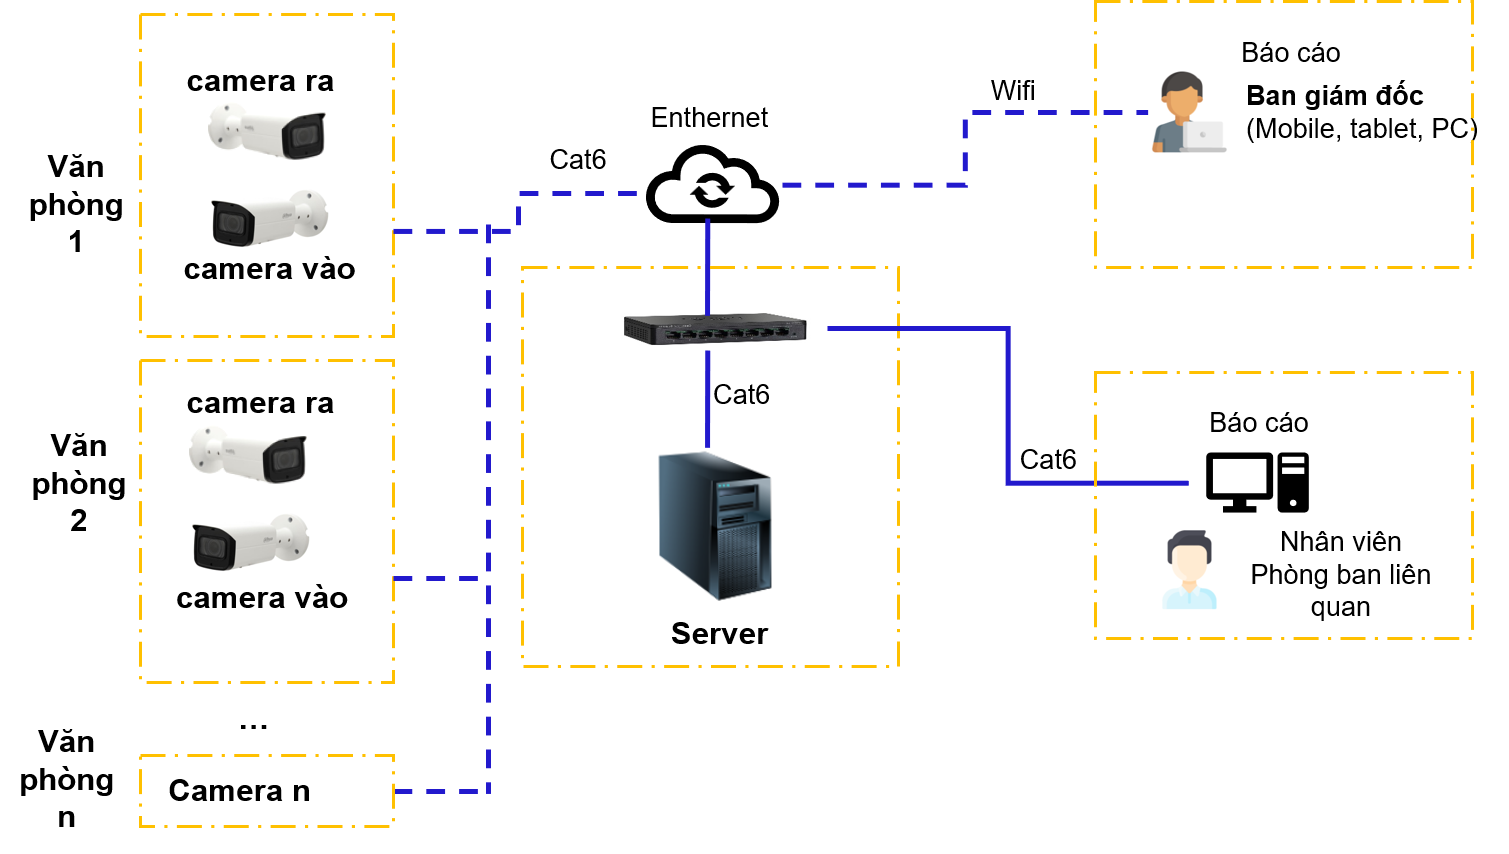 Văn
phòng
1
camera ra
camera vào
Văn
phòng
2
camera ra
camera vào
...
Văn
phòng
n
Camera n
Cat6
Enthernet
Wifi
Báo cáo
Ban giám đốc
(Mobile, tablet, PC)
Cat6
Server
Cat6
Báo cáo
Nhân viên
Phòng ban liên
quan